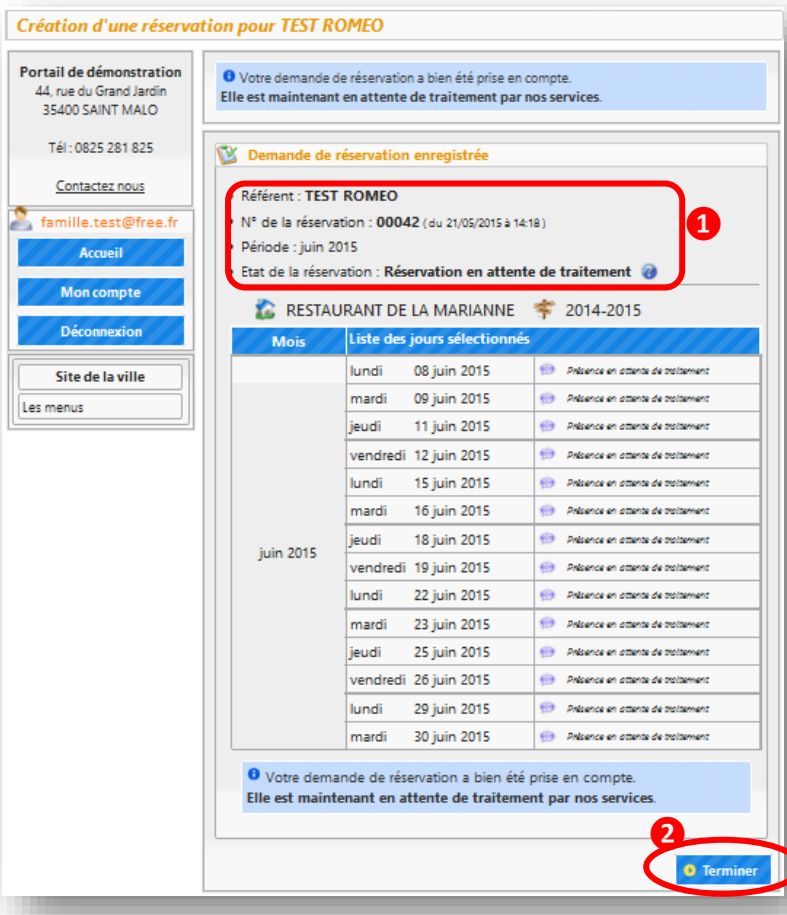 Création d'une réservation pour TEST ROMEO
Portail de démonstration
44, rue du Grand Jardin
35400 SAINT MALO
Tél : 0825 281 825
Contactez nous
famille.test@free.fr
Accueil
Mon compte
Déconnexion
Site de la ville
Les menus
Votre demande de réservation a bien été prise en compte.
Elle est maintenant en attente de traitement par nos services.
Demande de réservation enregistrée
Référent : TEST ROMEO
N° de la réservation : 00042 (du 21/05/2015 à 14:18)
Période : juin 2015
Etat de la réservation : Réservation en attente de traitement ?
1
RESTAURANT DE LA MARIANNE 2014-2015
Mois Liste des jours sélectionnés
lundi 08 juin 2015 Présence en attente de traitement
mardi 09 juin 2015 Présence en attente de traitement
jeudi 11 juin 2015 Présence en attente de traitement
vendredi 12 juin 2015 Présence en attente de traitement
lundi 15 juin 2015 Présence en attente de traitement
mardi 16 juin 2015 Présence en attente de traitement
juin 2015
jeudi 18 juin 2015 Présence en attente de traitement
vendredi 19 juin 2015 Présence en attente de traitement
lundi 22 juin 2015 Présence en attente de traitement
mardi 23 juin 2015 Présence en attente de traitement
jeudi 25 juin 2015 Présence en attente de traitement
vendredi 26 juin 2015 Présence en attente de traitement
lundi 29 juin 2015 Présence en attente de traitement
mardi 30 juin 2015 Présence en attente de traitement
Votre demande de réservation a bien été prise en compte.
Elle est maintenant en attente de traitement par nos services.
2
Terminer